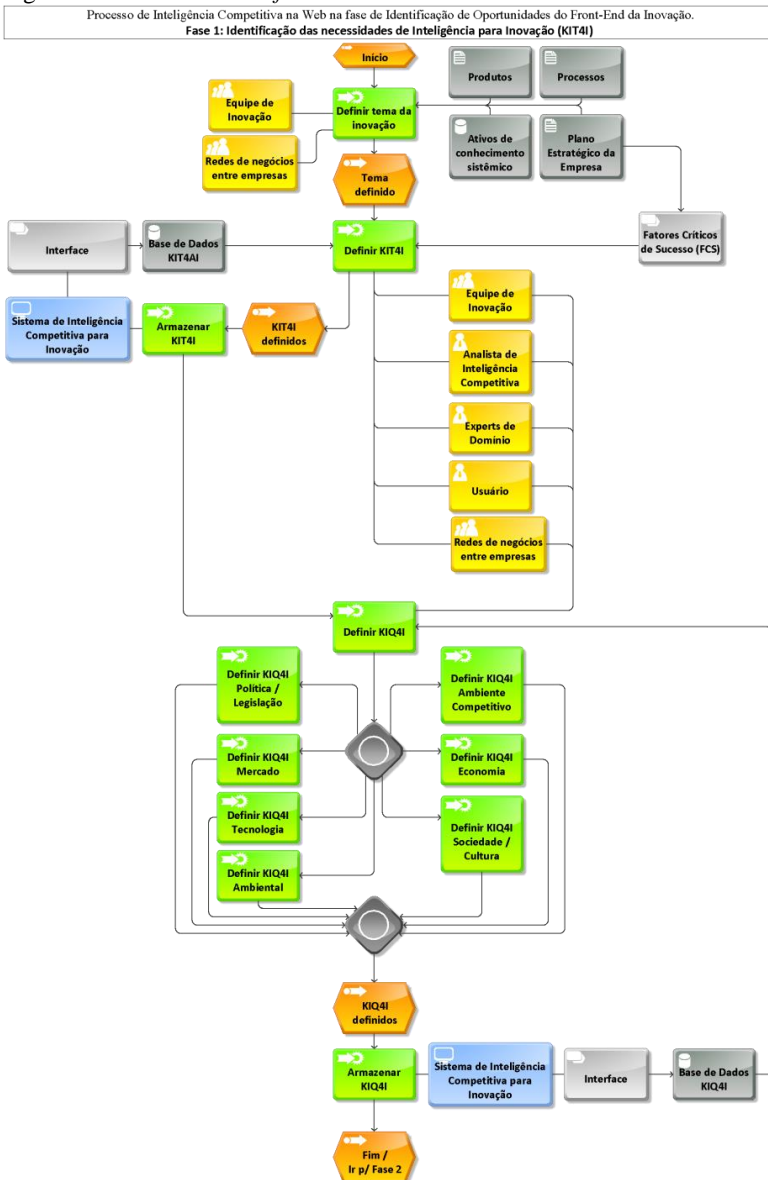 Processo de Inteligência Competitiva na Web na fase de Identificação de Oportunidades do Front-End da Inovação.
Fase 1: Identificação das necessidades de Inteligência para Inovação (KIT4I)
Início
Produtos
Processos
Equipe de
Inovação
Definir tema da
inovação
Redes de negócios
entre empresas
Ativos de
conhecimento
sistêmico
Plano
Estratégico da
Empresa
Tema
definido
Interface
Base de Dados
KIT4AI
Definir KIT4I
Fatores Críticos
de Sucesso (FCS)
Sistema de Inteligência
Competitiva para
Inovação
Armazenar
KIT4I
KIT4I
definidos
Equipe de
Inovação
Analista de
Inteligência
Competitiva
Experts de
Domínio
Usuário
Redes de negócios
entre empresas
Definir KIQ4I
Definir KIQ4I
Política /
Legislação
Definir KIQ4I
Ambiente
Competitivo
Definir KIQ4I
Mercado
Definir KIQ4I
Economia
Definir KIQ4I
Tecnologia
Definir KIQ4I
Sociedade /
Cultura
Definir KIQ4I
Ambiental
KIQ4I
definidos
Armazenar
KIQ4I
Sistema de Inteligência
Competitiva para
Inovação
Interface
Base de Dados
KIQ4I
Fim /
Ir p/ Fase 2